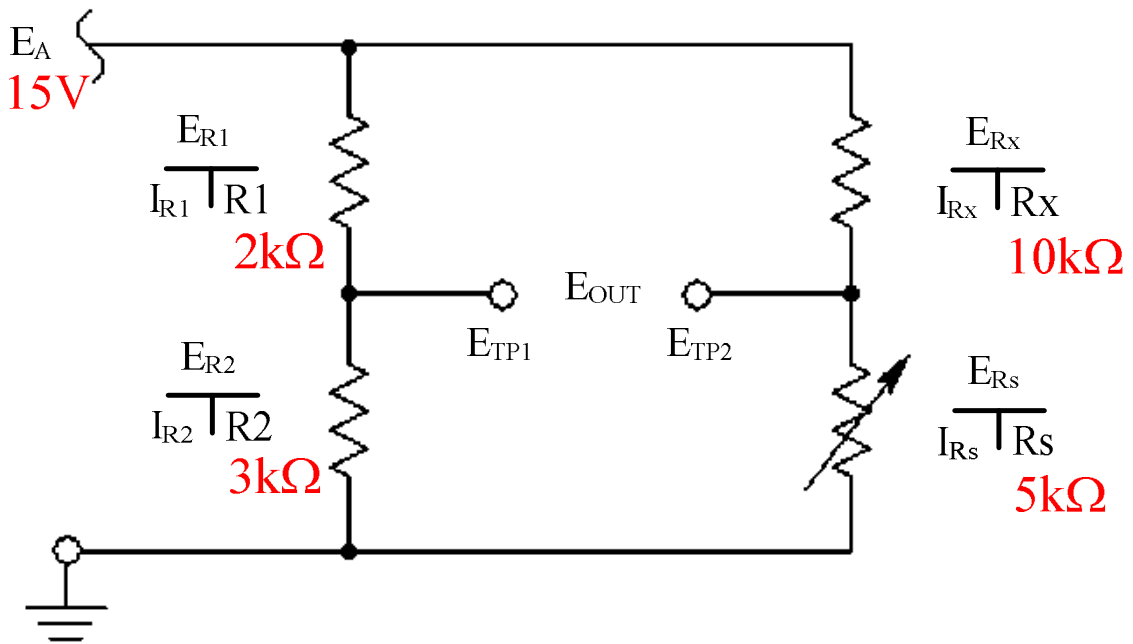 EA
15V
ER1
IR1 R1
2kΩ
ERx
IRx Rx
10kΩ
EOUT
ETP1 ETP2
ER2
IR2 R2
3kΩ
ERs
IRs Rs
5kΩ